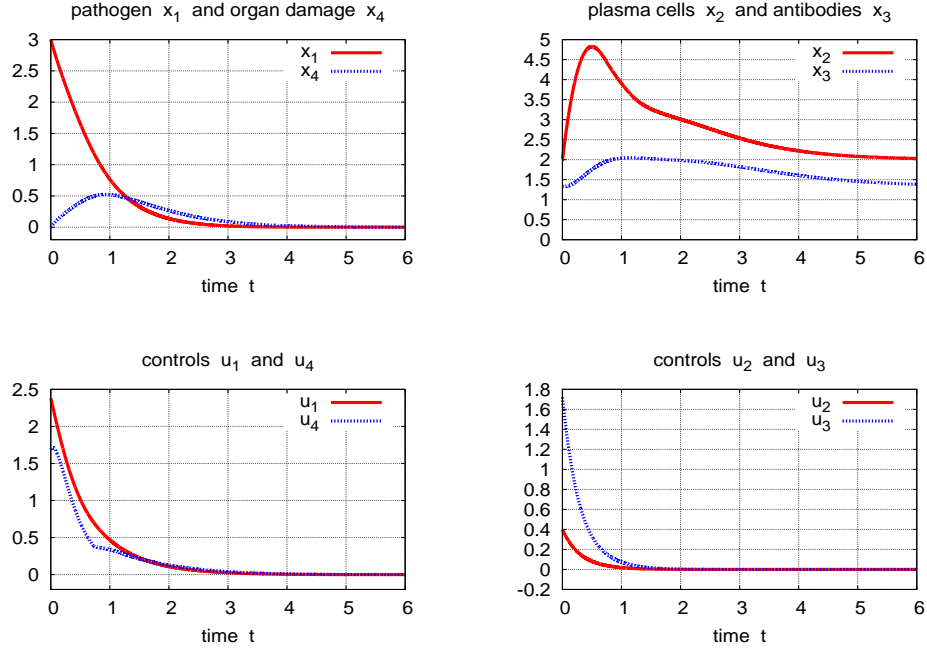 pathogen x1 and organ damage x4
3
2.5
2
1.5
1
0.5
0
0 1 2 3 4 5 6
time t
x1
x4
plasma cells x2 and antibodies x3
5
4.5
4
3.5
3
2.5
2
1.5
1
0.5
0
0 1 2 3 4 5 6
time t
x2
x3
controls u1 and u4
2.5
2
1.5
1
0.5
0
0 1 2 3 4 5 6
time t
u1
u4
controls u2 and u3
1.8
1.6
1.4
1.2
1
0.8
0.6
0.4
0.2
0
-0.2
0 1 2 3 4 5 6
time t
u2
u3